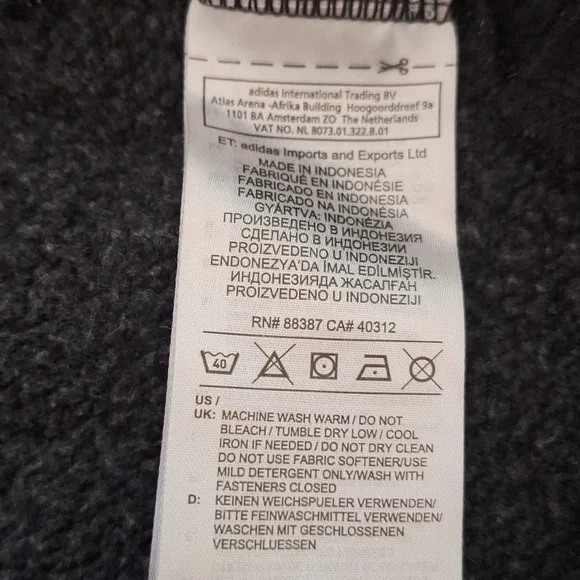 adidas International Trading BV
Atlas Arena -Afrika Building Hoogoorddreef 9a
1101 BA Amsterdam ZO The Netherlands
VAT NO. NL 8073.01.322.B.01
ET: adidas Imports and Exports Ltd
MADE IN INDONESIA
FABRIQUÉ EN INDONÉSIE
FABRICADO EN INDONESIA
FABRICADO NA INDONÉSIA
GYÁRTVA: INDONÉZIA
ПРОИЗВЕДЕНО В ИНДОНЕЗИЯ
СДЕЛАНО В ИНДОНЕЗИИ
PROIZVEDENO U INDONEZIJI
ENDONEZYA'DA İMAL EDİLMİŞTİR.
ИНДОНЕЗИЯДА ЖАСАЛҒАН
PROIZVEDENO U INDONEZIJI
RN# 88387 CA# 40312
40
US /
UK: MACHINE WASH WARM / DO NOT
BLEACH / TUMBLE DRY LOW / COOL
IRON IF NEEDED / DO NOT DRY CLEAN
DO NOT USE FABRIC SOFTENER/USE
MILD DETERGENT ONLY/WASH WITH
FASTENERS CLOSED
D: KEINEN WEICHSPUELER VERWENDEN/
BITTE FEINWASCHMITTEL VERWENDEN/
WASCHEN MIT GESCHLOSSENEN
VERSCHLUESSEN